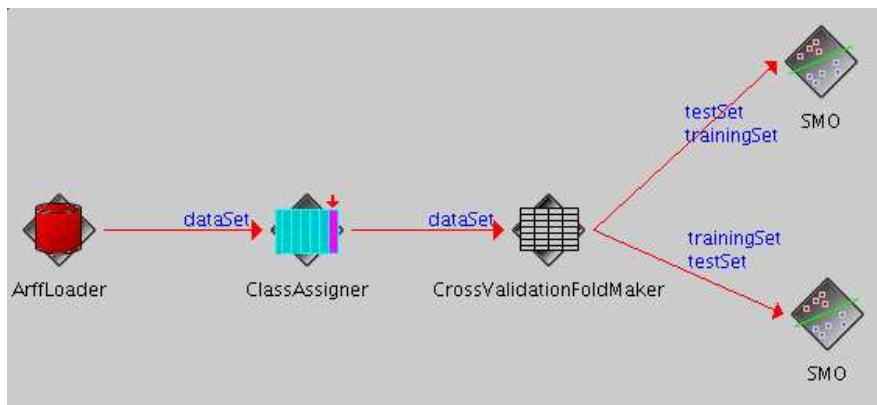 testSet
trainingSet
SMO
dataSet
dataSet
trainingSet
testSet
ArffLoader
ClassAssigner
CrossValidationFoldMaker
SMO